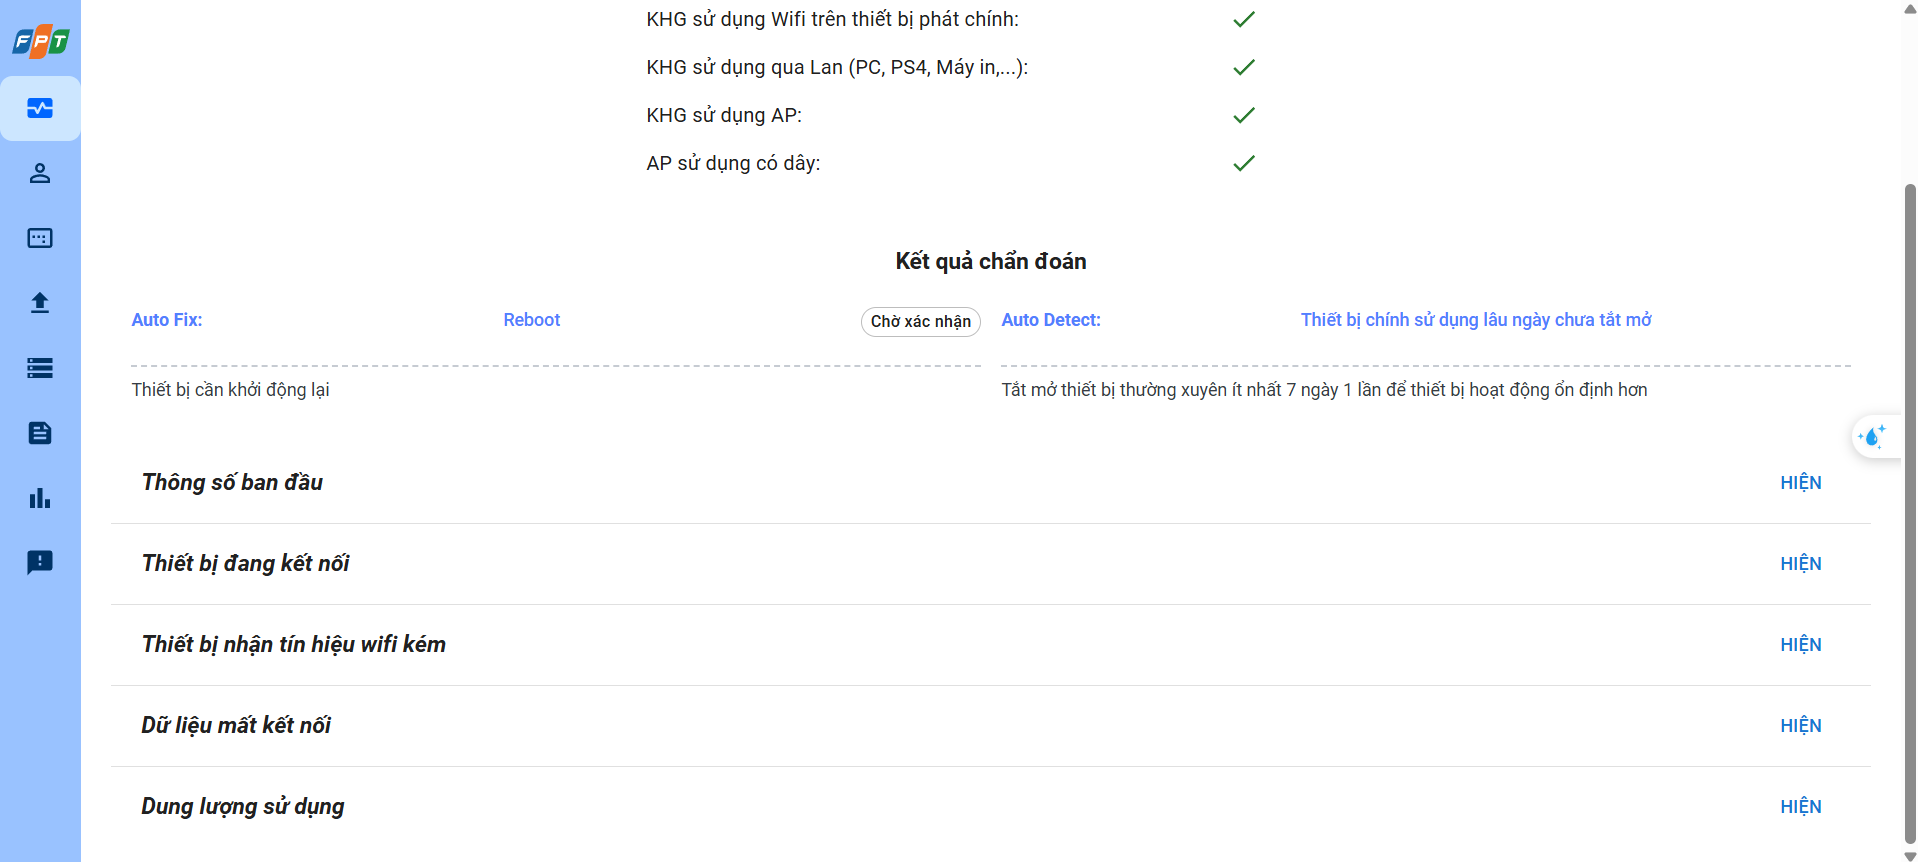 FPT
KHG sử dụng Wifi trên thiết bị phát chính:
KHG sử dụng qua Lan (PC, PS4, Máy in,...):
KHG sử dụng AP:
AP sử dụng có dây:
Kết quả chẩn đoán
Auto Fix: Reboot Chờ xác nhận
Thiết bị cần khởi động lại
Auto Detect: Thiết bị chính sử dụng lâu ngày chưa tắt mở
Tắt mở thiết bị thường xuyên ít nhất 7 ngày 1 lần để thiết bị hoạt động ổn định hơn
Thông số ban đầu HIỆN
Thiết bị đang kết nối HIỆN
Thiết bị nhận tín hiệu wifi kém HIỆN
Dữ liệu mất kết nối HIỆN
Dung lượng sử dụng HIỆN